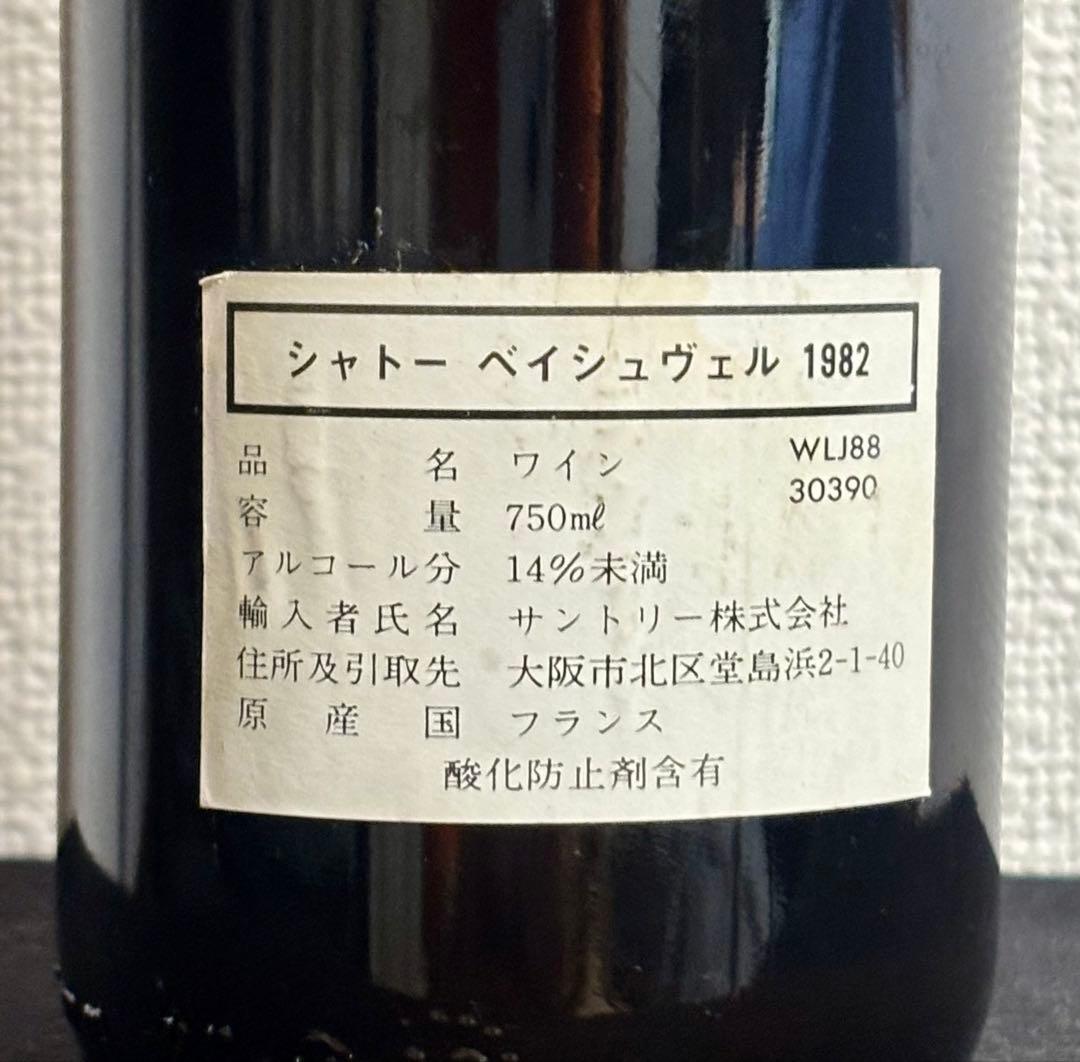 シャトー ベイシュヴェル 1982
品名 ワイン WLJ88
容量 750mℓ 30390
アルコール分 14%未満
輸入者氏名 サントリー株式会社
住所及引取先 大阪市北区堂島浜2-1-40
原産国 フランス
酸化防止剤含有